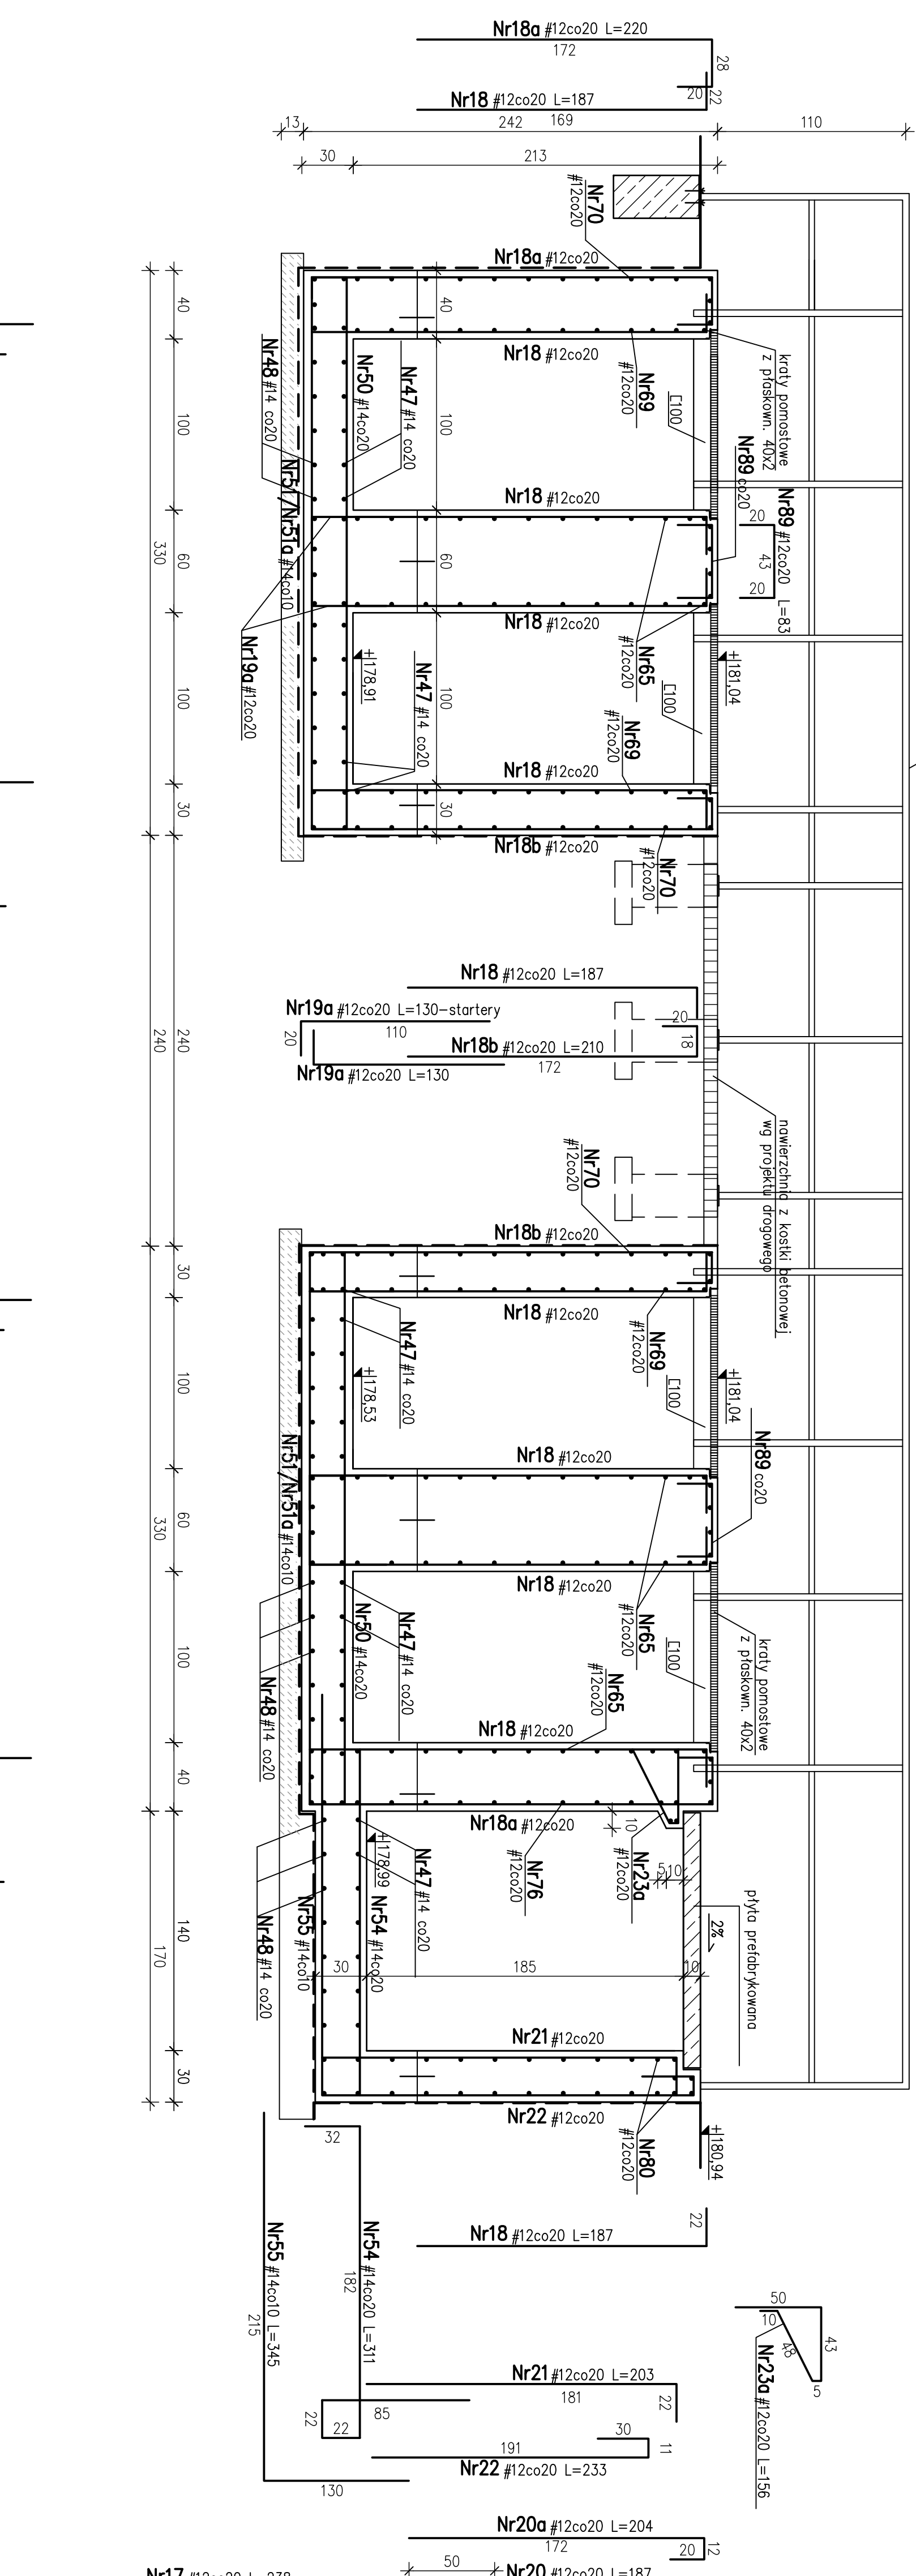 Nr18a #12co20 L=220
172
28
20
22
Nr18 #12co20 L=187
169
13
242
110
30
213
Nr70
#12co20
Nr18a #12co20
40
40
Nr18 #12co20
kraty pomostowe
z płaskown. 40x2
Nr69
#12co20
[100
Nr48 #14 co20
Nr50 #14co20
Nr47 #14 co20
100
100
Nr89 co20
Nr89 #12co20 L=83
20
43
20
Nr51/Nr51a #14co10
Nr18 #12co20
330
60
60
Nr18 #12co20
Nr65
#12co20
Nr19a #12co20
+178,91
Nr47 #14 co20
100
100
[100
+181,04
Nr69
#12co20
Nr18 #12co20
30
30
Nr18b #12co20
Nr70
#12co20
Nr18 #12co20 L=187
Nr19a #12co20 L=130-startery
20
110
20
18
Nr18b #12co20 L=210
172
Nr19a #12co20 L=130
240
240
nawierzchnia z kostki betonowej
wg projektu drogowego
Nr70
#12co20
Nr18b #12co20
30
Nr18 #12co20
Nr47 #14 co20
Nr69
#12co20
+178,53
[100
+181,04
100
Nr89 co20
Nr18 #12co20
Nr51/Nr51a #14co10
330
60
Nr18 #12co20
Nr65
#12co20
Nr50 #14co20
Nr47 #14 co20
Nr48 #14 co20
100
[100
kraty pomostowe
z płaskown. 40x2
Nr65
#12co20
Nr18 #12co20
40
Nr18a #12co20
10
Nr76
#12co20
Nr23a
#12co20
5
10
+178,99
Nr47 #14 co20
Nr48 #14 co20
Nr55 #14co10
Nr54 #14co20
płyta prefabrykowana
2%
140
170
30
185
10
Nr21 #12co20
30
Nr22 #12co20
Nr80
#12co20
+180,94
32
Nr18 #12co20 L=187
22
Nr55 #14co10 L=345
215
Nr54 #14co20 L=311
182
50
10
48
43
5
Nr23a #12co20 L=156
Nr21 #12co20 L=203
181
22
85
22
22
30
11
191
Nr22 #12co20 L=233
130
Nr20a #12co20 L=204
172
20
12
50
Nr17 #12co20 L=238
Nr20 #12co20 L=187